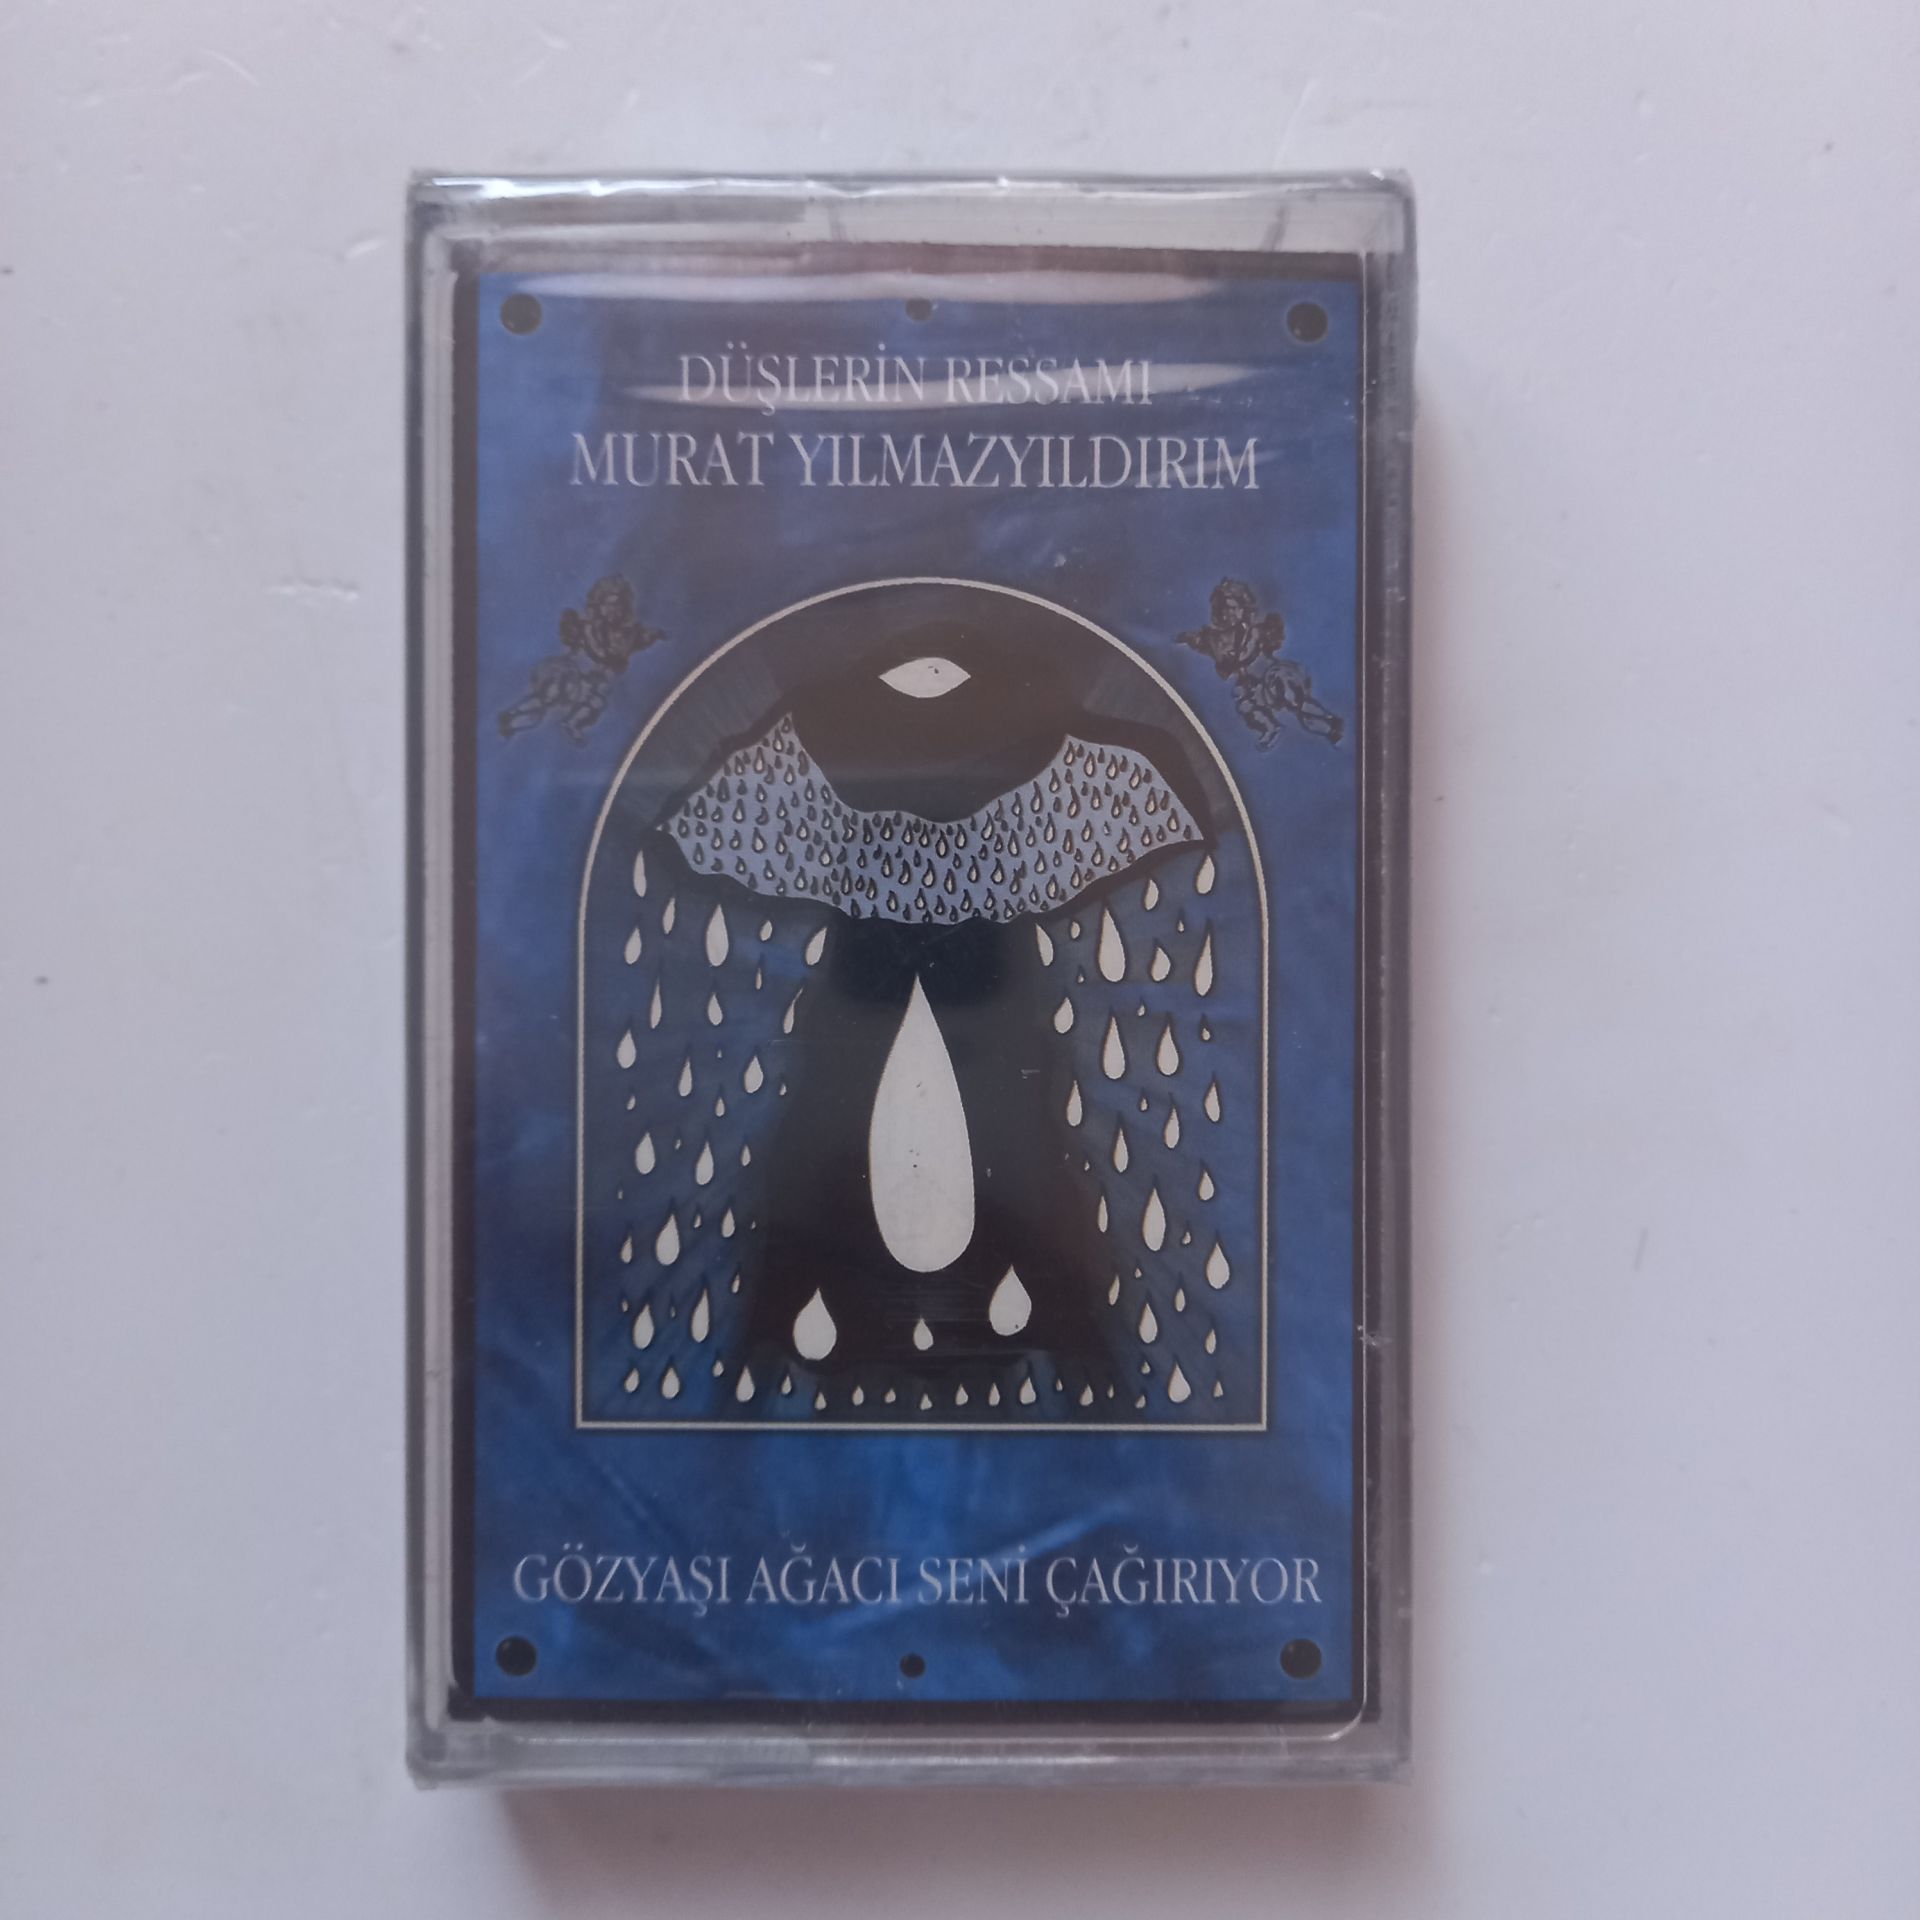 DÜŞLERİN RESSAMI
MURAT YILMAZYILDIRIM
GÖZYAŞI AĞACI SENİ ÇAĞIRIYOR